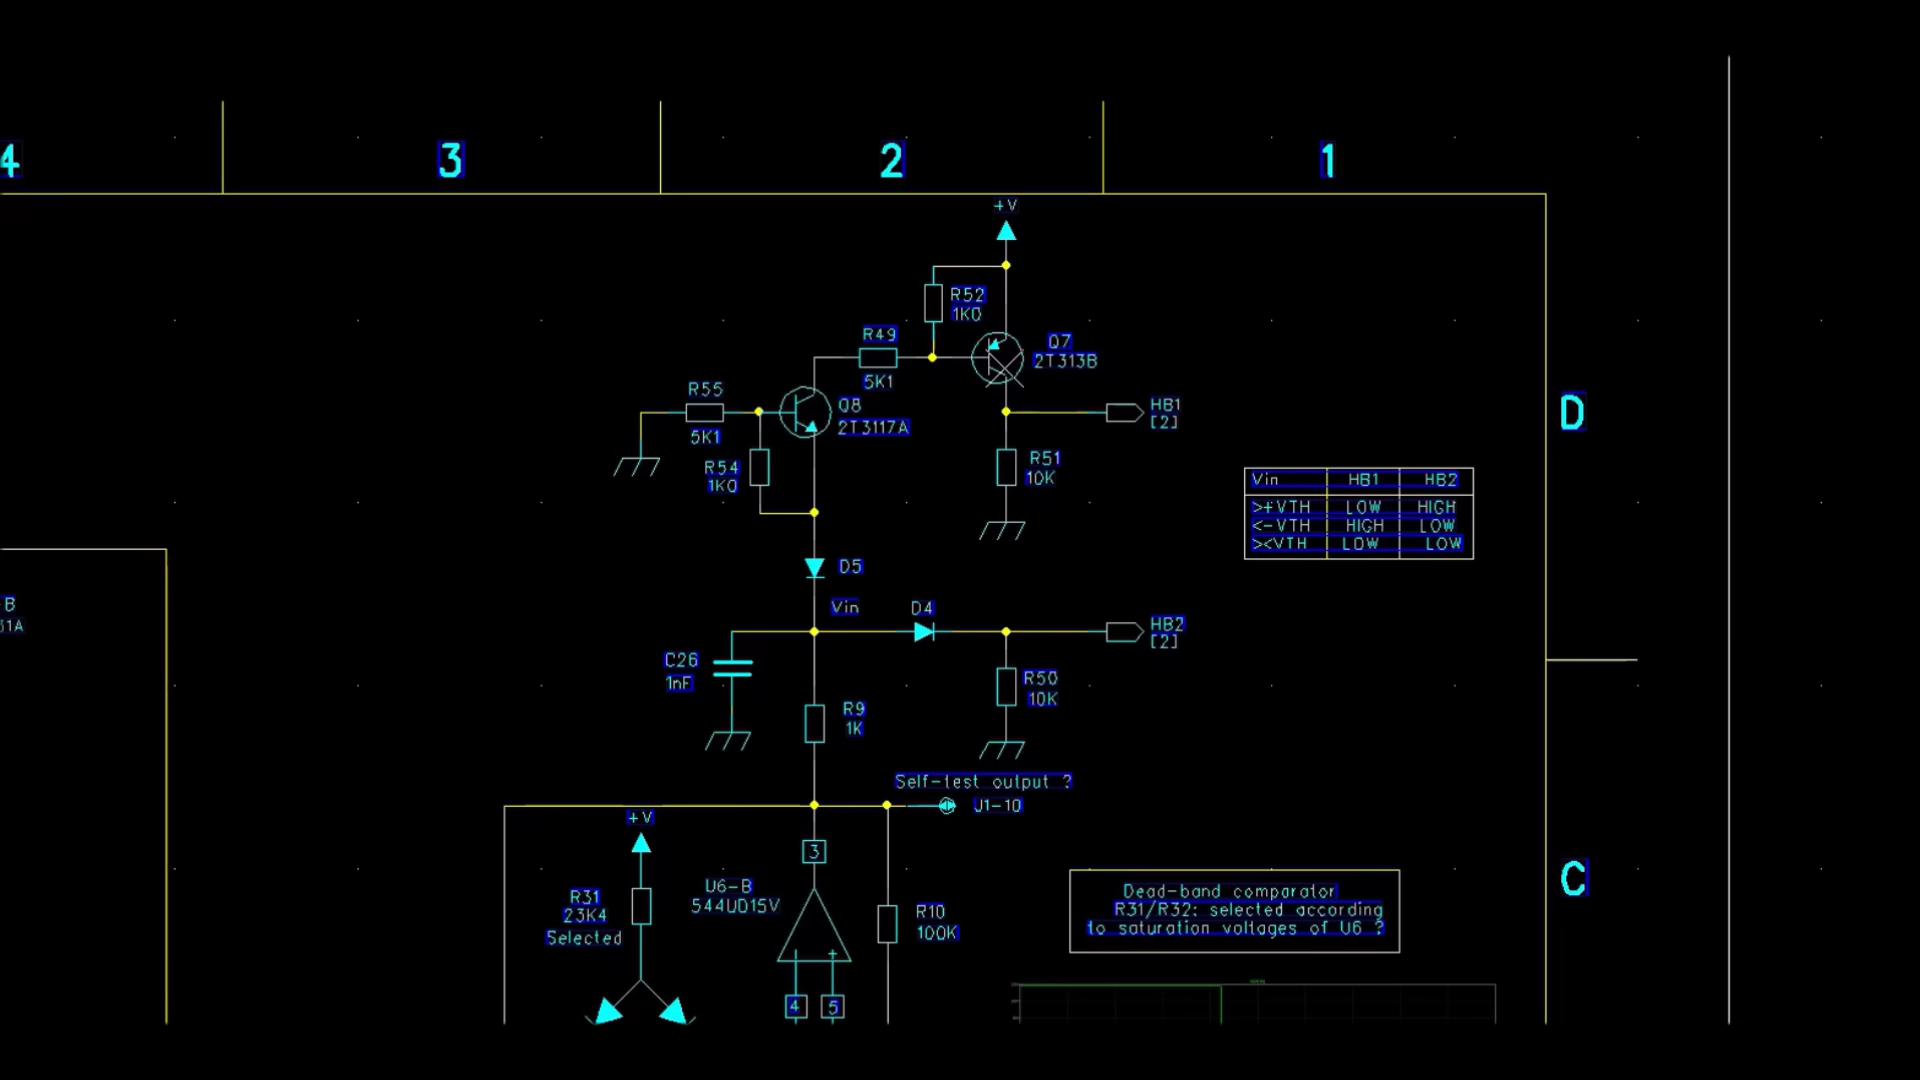 4 3 2 1
+V
R52
1K0
R49
5K1
Q7
2T313B
R55
5K1
Q8
2T3117A
HB1
[2]
D
R54
1K0
R51
10K
Vin HB1 HB2
>+VTH LOW HIGH
<-VTH HIGH LOW
><VTH LOW LOW
D5
Vin
D4
HB2
[2]
C26
1nF
R50
10K
R9
1K
Self-test output ?
J1-10
+V
3
U6-B
544UD15V
R31
23K4
Selected
R10
100K
4 5
Dead-band comparator
R31/R32: selected according
to saturation voltages of U6 ?
C